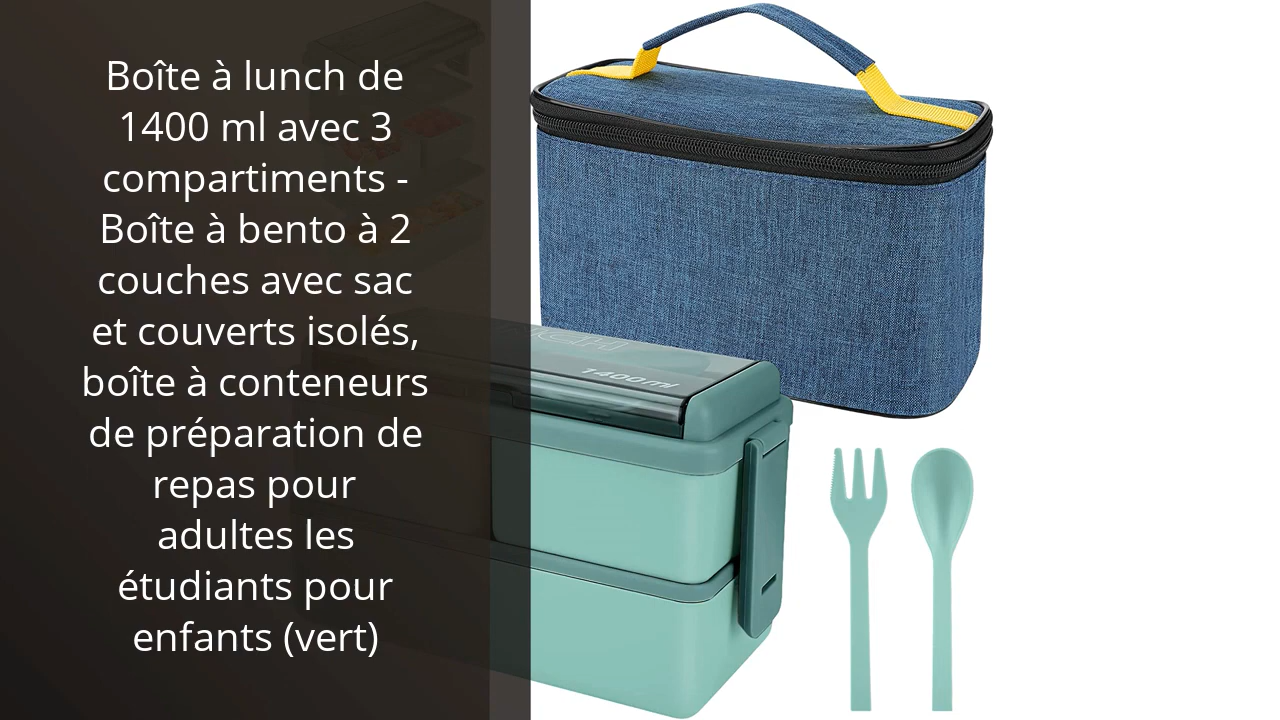 Boîte à lunch de
1400 ml avec 3
compartiments -
Boîte à bento à 2
couches avec sac
et couverts isolés,
boîte à conteneurs
de préparation de
repas pour
adultes les
étudiants pour
enfants (vert)
1400ml